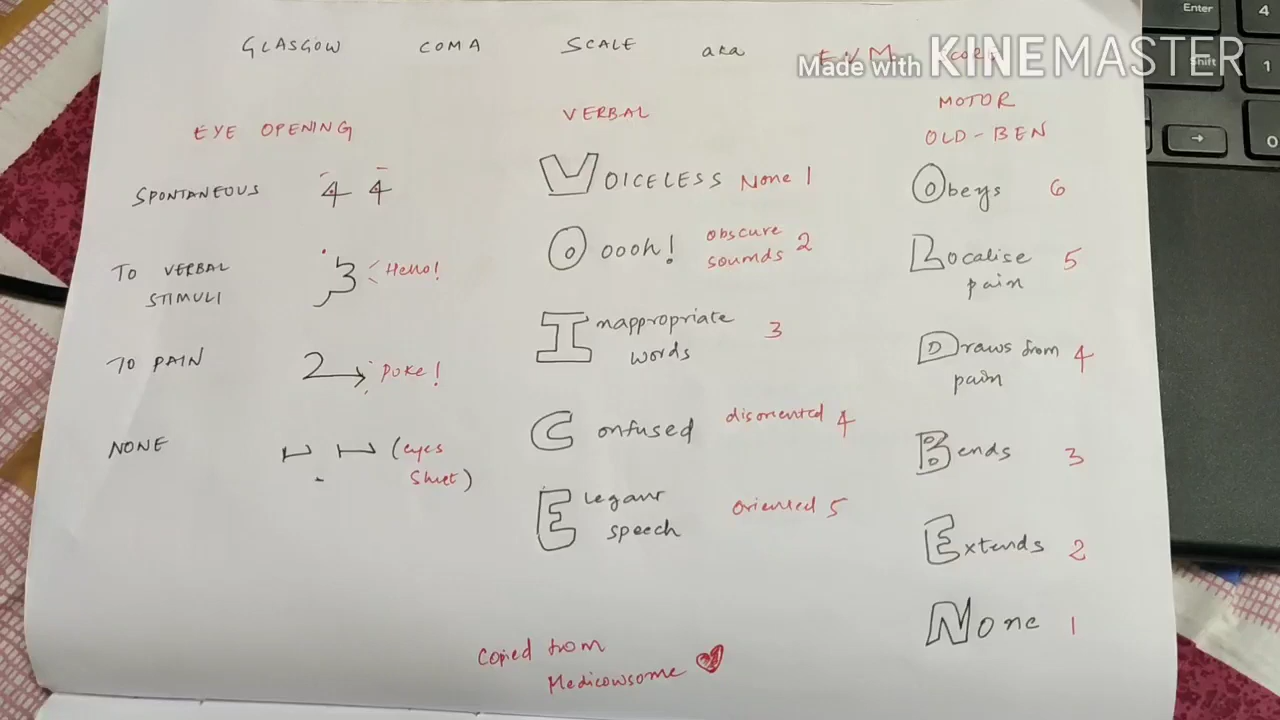 GLASGOW COMA SCALE aka
Made with KINEMASTER
EYE OPENING
SPONTANEOUS 4 4
TO VERBAL 3 Hello!
STIMULI
TO PAIN 2 Poke!
NONE (eyes
shut)
VERBAL
VOICELESS None 1
O oooh! obscure
sounds 2
Inappropriate 3
words
Confused disoriented 4
Elegant oriented 5
speech
MOTOR
OLD-BEN
Obeys 6
Localise 5
pain
Draws from 4
pain
Bends 3
Extends 2
None 1
Copied from
Medicowsome
Enter
Shift
4
1
0